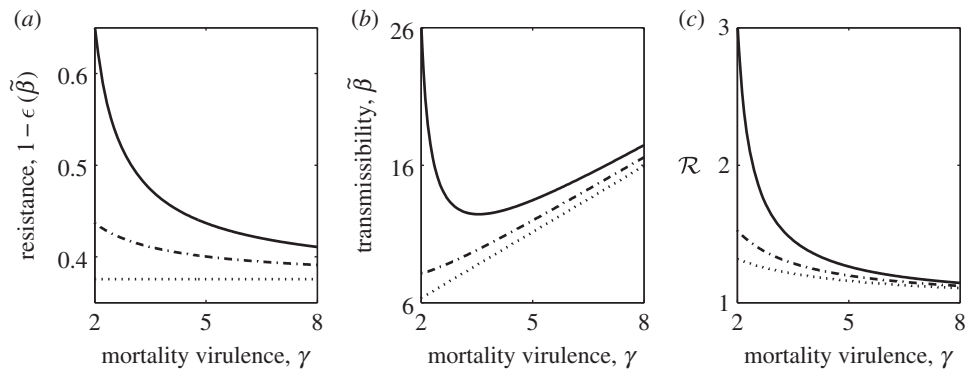 (a)
resistance, 1 − ϵ (β̃)
0.6
0.5
0.4
2 5 8
mortality virulence, γ
(b)
transmissibility, β̃
26
16
6
2 5 8
mortality virulence, γ
(c)
ℛ
3
2
1
2 5 8
mortality virulence, γ